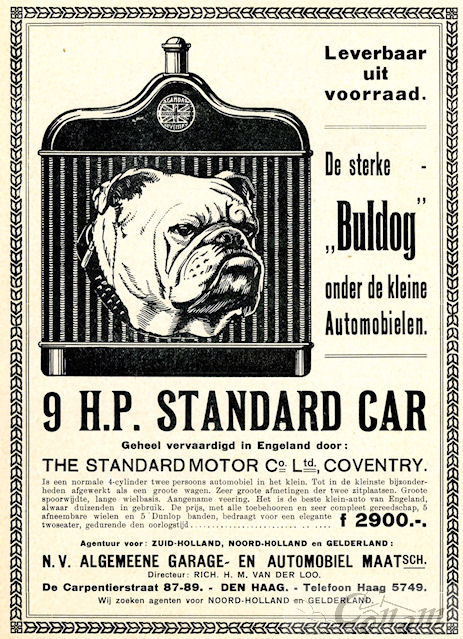 STANDARD
Leverbaar
uit
voorraad.
De sterke -
„Buldog”
onder de kleine
Automobielen.
9 H.P. STANDARD CAR
Geheel vervaardigd in Engeland door:
THE STANDARD MOTOR Co. Ltd., COVENTRY.
Is een normale 4-cylinder twee persoons automobiel in het klein. Tot in de kleinste bijzonder-
heden afgewerkt als een groote wagen. Zeer groote afmetingen der twee zitplaatsen. Groote
spoorwijdte, lange wielbasis. Aangename veering. Het is de beste klein-auto van Engeland,
alwaar duizenden in gebruik. De prijs, met alle toebehooren en zeer compleet gereedschap, 5
afneembare wielen en 5 Dunlop banden, bedraagt voor een elegante
twoseater, gedurende den oorlogstijd ........ f 2900.-.
Agentuur voor: ZUID-HOLLAND, NOORD-HOLLAND en GELDERLAND:
N.V. ALGEMEENE GARAGE- EN AUTOMOBIEL MAATSCH.
Directeur: RICH. H. M. VAN DER LOO.
De Carpentierstraat 87-89. - DEN HAAG. - Telefoon Haag 5749.
Wij zoeken agenten voor NOORD-HOLLAND en GELDERLAND.